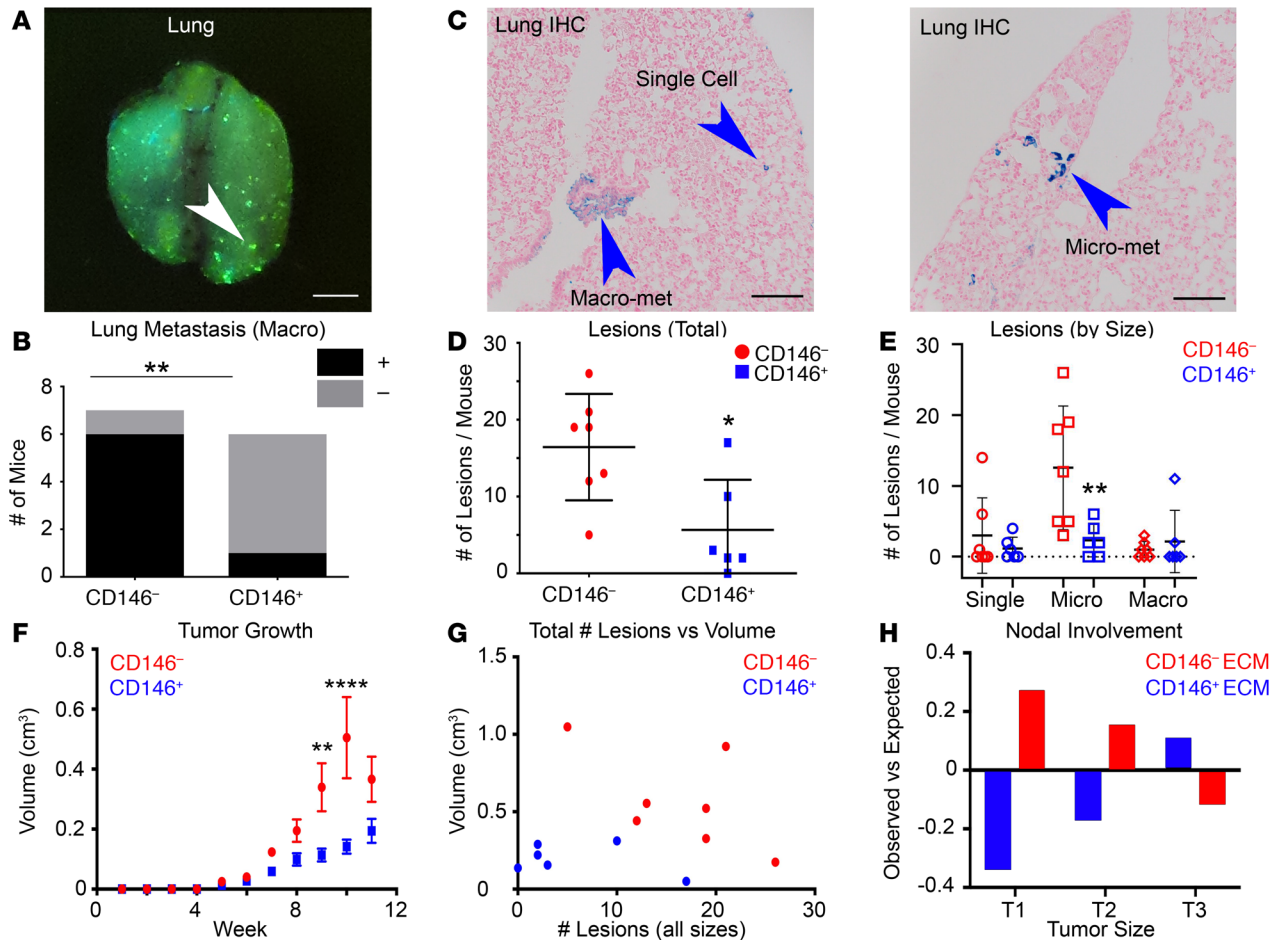 A
Lung
C
Lung IHC
Single Cell
Macro-met
Lung IHC
Micro-met
B
Lung Metastasis (Macro)
+
–
**
8
6
4
2
0
# of Mice
CD146–
CD146+
D
Lesions (Total)
CD146–
CD146+
30
20
10
0
# of Lesions / Mouse
*
CD146–
CD146+
E
Lesions (by Size)
CD146–
CD146+
30
20
10
0
# of Lesions / Mouse
**
Single
Micro
Macro
F
Tumor Growth
CD146–
CD146+
**
****
0.8
0.6
0.4
0.2
0
Volume (cm³)
0
4
8
12
Week
G
Total # Lesions vs Volume
CD146–
CD146+
1.5
1.0
0.5
0
Volume (cm³)
0
10
20
30
# Lesions (all sizes)
H
Nodal Involvement
CD146– ECM
CD146+ ECM
0.4
0.2
0
-0.2
-0.4
Observed vs Expected
T1
T2
T3
Tumor Size